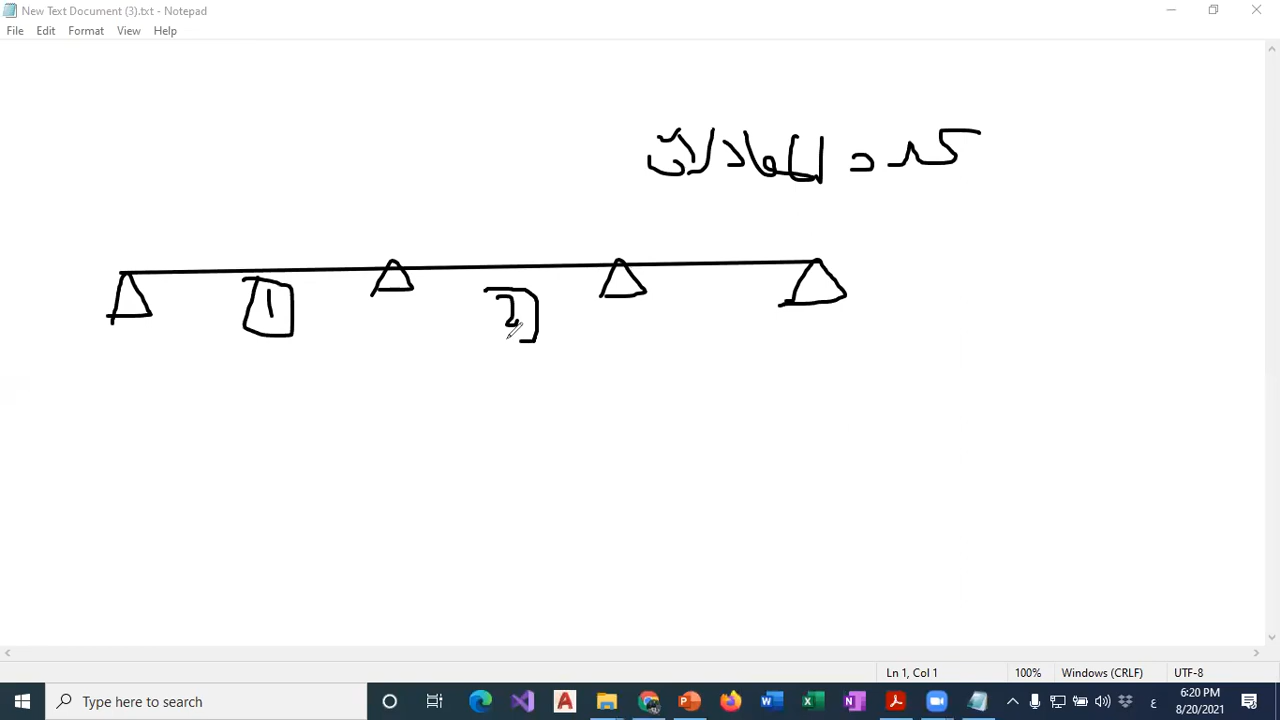 New Text Document (3).txt - Notepad
File Edit Format View Help
المعادلات
1
2
Ln 1, Col 1 100% Windows (CRLF) UTF-8
Type here to search
ع
6:20 PM
8/20/2021